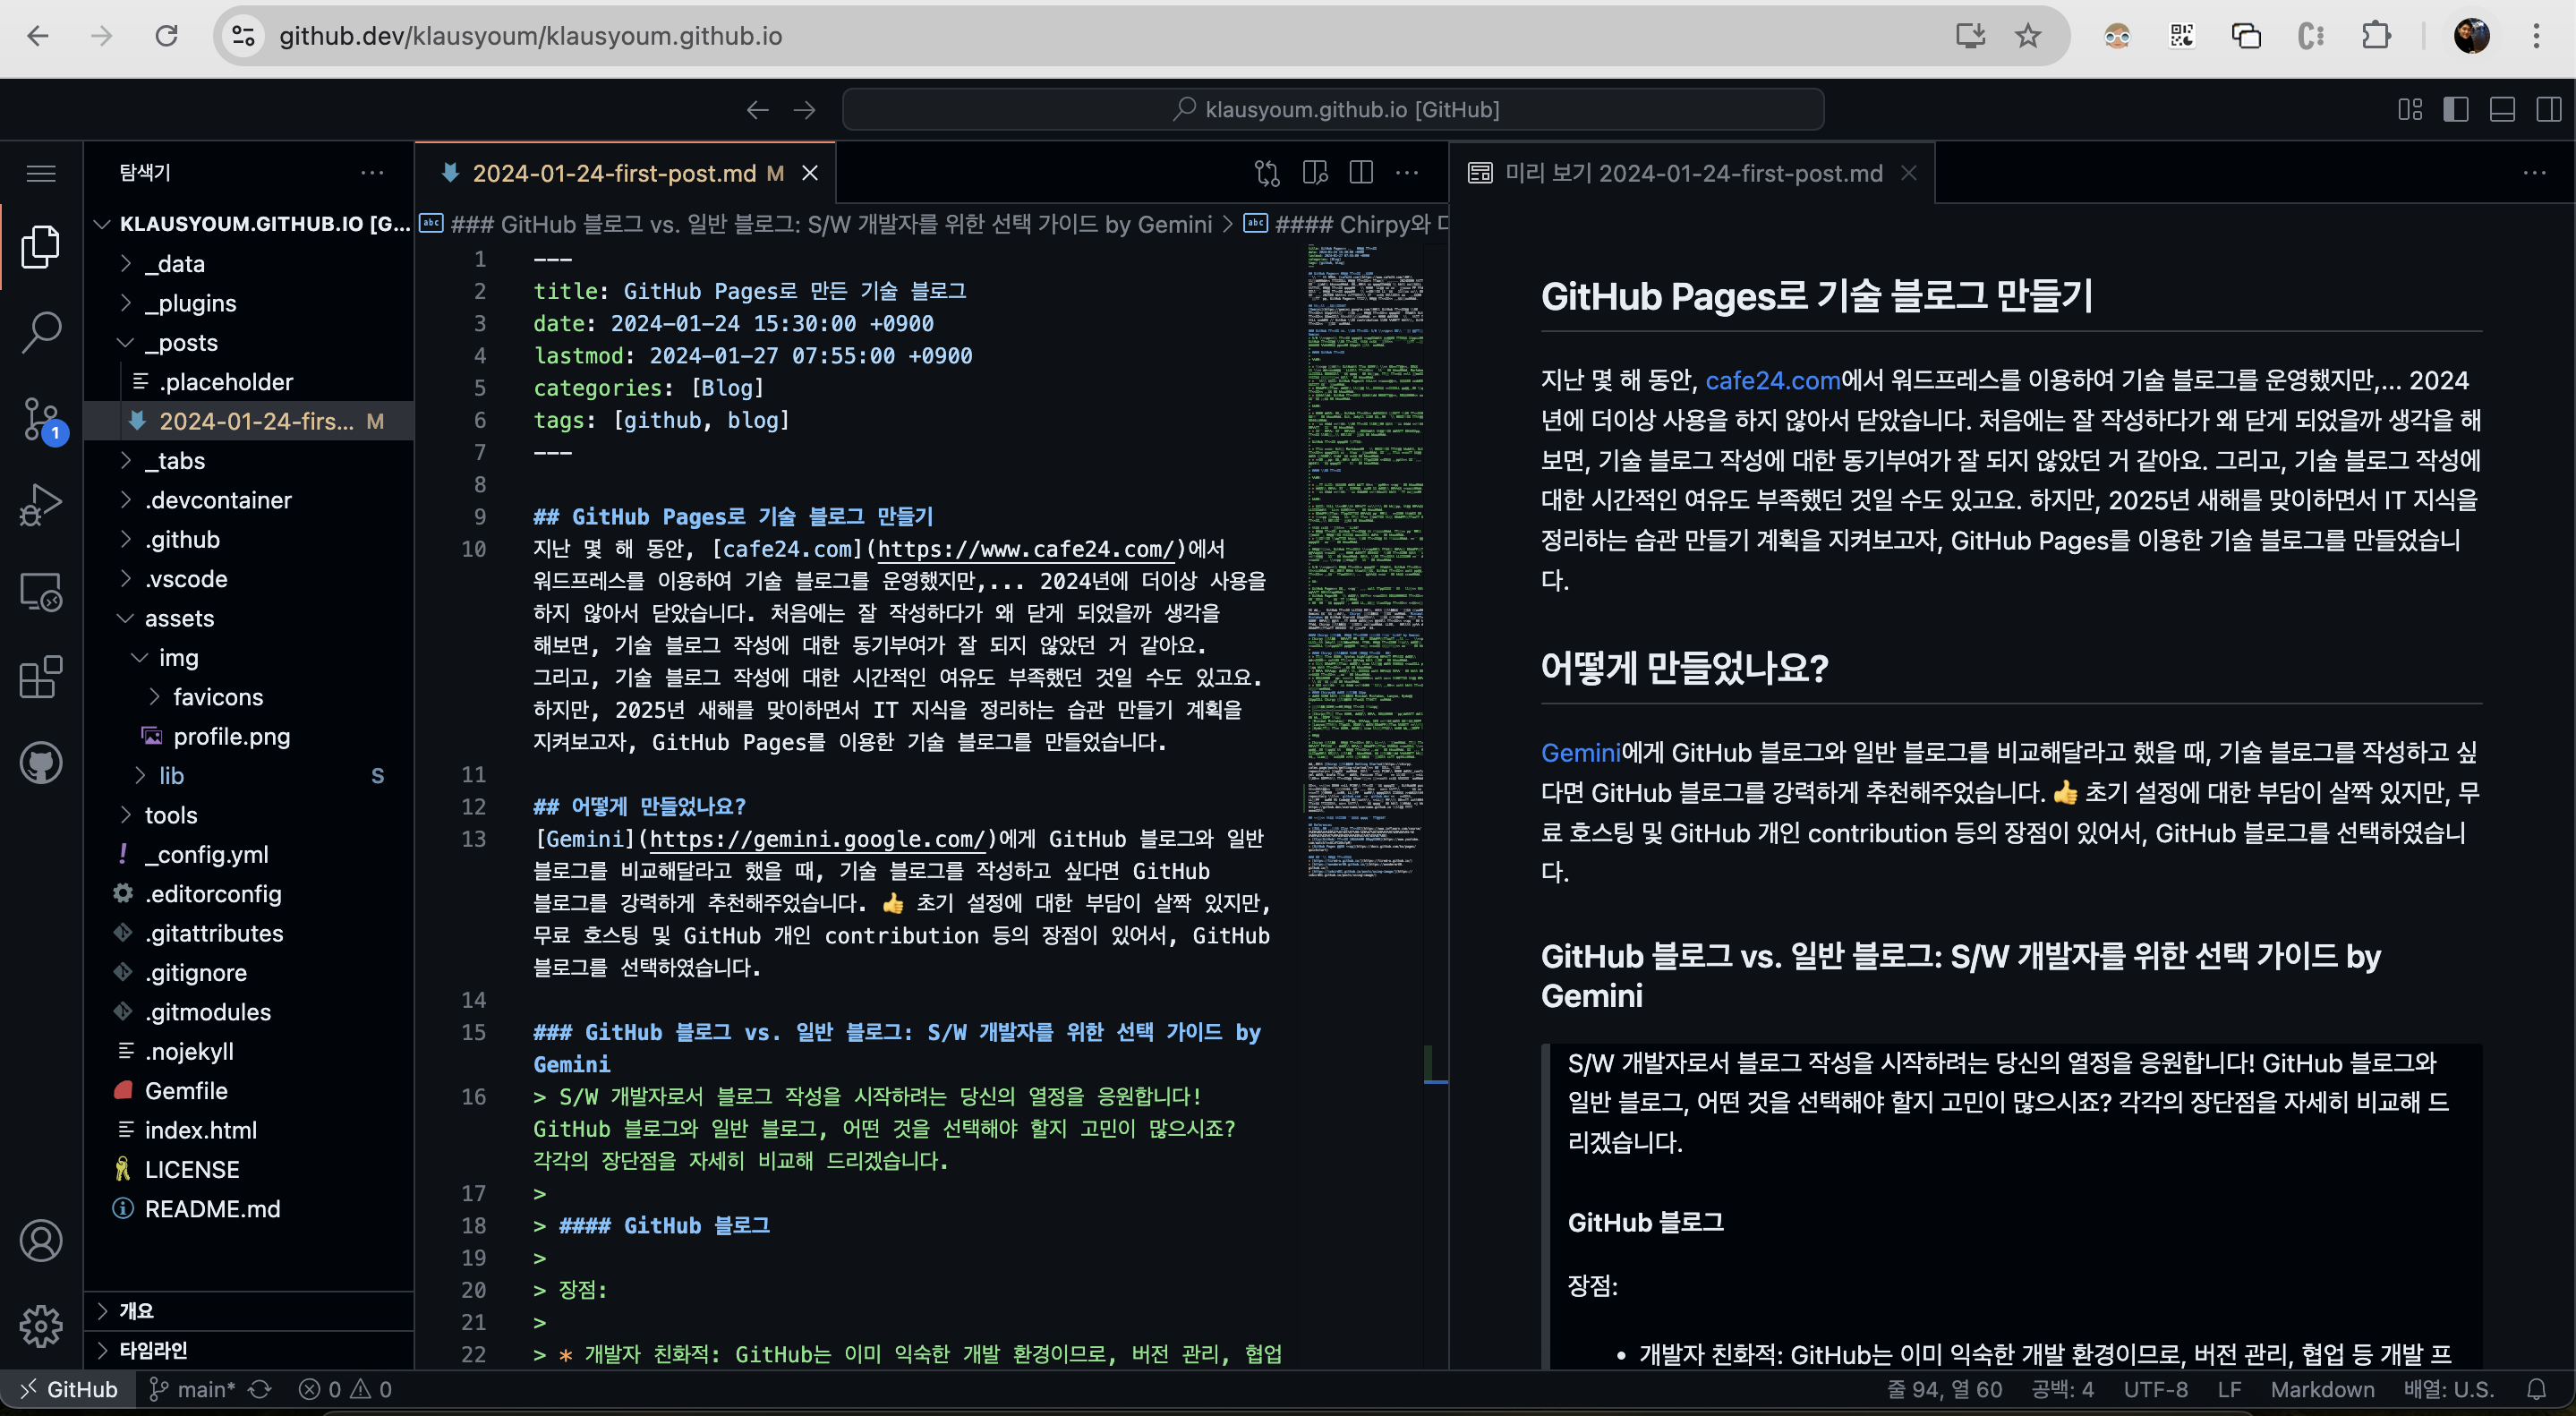 github.dev/klausyoum/klausyoum.github.io
klausyoum.github.io [GitHub]
탐색기
KLAUSYOUM.GITHUB.IO [G...
_data
_plugins
_posts
.placeholder
2024-01-24-firs... M
_tabs
.devcontainer
.github
.vscode
assets
img
favicons
profile.png
lib S
tools
_config.yml
.editorconfig
.gitattributes
.gitignore
.gitmodules
.nojekyll
Gemfile
index.html
LICENSE
README.md
개요
타임라인
1
2024-01-24-first-post.md M
### GitHub 블로그 vs. 일반 블로그: S/W 개발자를 위한 선택 가이드 by Gemini > #### Chirpy와
1 ---
2 title: GitHub Pages로 만든 기술 블로그
3 date: 2024-01-24 15:30:00 +0900
4 lastmod: 2024-01-27 07:55:00 +0900
5 categories: [Blog]
6 tags: [github, blog]
7 ---
8
9 ## GitHub Pages로 기술 블로그 만들기
10 지난 몇 해 동안, [cafe24.com](https://www.cafe24.com/)에서
워드프레스를 이용하여 기술 블로그를 운영했지만,... 2024년에 더이상 사용을
하지 않아서 닫았습니다. 처음에는 잘 작성하다가 왜 닫게 되었을까 생각을
해보면, 기술 블로그 작성에 대한 동기부여가 잘 되지 않았던 거 같아요.
그리고, 기술 블로그 작성에 대한 시간적인 여유도 부족했던 것일 수도 있고요.
하지만, 2025년 새해를 맞이하면서 IT 지식을 정리하는 습관 만들기 계획을
지켜보고자, GitHub Pages를 이용한 기술 블로그를 만들었습니다.
11
12 ## 어떻게 만들었나요?
13 [Gemini](https://gemini.google.com/)에게 GitHub 블로그와 일반
블로그를 비교해달라고 했을 때, 기술 블로그를 작성하고 싶다면 GitHub
블로그를 강력하게 추천해주었습니다. 👍 초기 설정에 대한 부담이 살짝 있지만,
무료 호스팅 및 GitHub 개인 contribution 등의 장점이 있어서, GitHub
블로그를 선택하였습니다.
14
15 ### GitHub 블로그 vs. 일반 블로그: S/W 개발자를 위한 선택 가이드 by
Gemini
16 > S/W 개발자로서 블로그 작성을 시작하려는 당신의 열정을 응원합니다!
GitHub 블로그와 일반 블로그, 어떤 것을 선택해야 할지 고민이 많으시죠?
각각의 장단점을 자세히 비교해 드리겠습니다.
17 >
18 > #### GitHub 블로그
19 >
20 > 장점:
21 >
22 > * 개발자 친화적: GitHub는 이미 익숙한 개발 환경이므로, 버전 관리, 협업
미리 보기 2024-01-24-first-post.md
GitHub Pages로 기술 블로그 만들기
지난 몇 해 동안, cafe24.com에서 워드프레스를 이용하여 기술 블로그를 운영했지만,... 2024
년에 더이상 사용을 하지 않아서 닫았습니다. 처음에는 잘 작성하다가 왜 닫게 되었을까 생각을 해
보면, 기술 블로그 작성에 대한 동기부여가 잘 되지 않았던 거 같아요. 그리고, 기술 블로그 작성에
대한 시간적인 여유도 부족했던 것일 수도 있고요. 하지만, 2025년 새해를 맞이하면서 IT 지식을
정리하는 습관 만들기 계획을 지켜보고자, GitHub Pages를 이용한 기술 블로그를 만들었습니
다.
어떻게 만들었나요?
Gemini에게 GitHub 블로그와 일반 블로그를 비교해달라고 했을 때, 기술 블로그를 작성하고 싶
다면 GitHub 블로그를 강력하게 추천해주었습니다. 👍 초기 설정에 대한 부담이 살짝 있지만, 무
료 호스팅 및 GitHub 개인 contribution 등의 장점이 있어서, GitHub 블로그를 선택하였습니
다.
GitHub 블로그 vs. 일반 블로그: S/W 개발자를 위한 선택 가이드 by
Gemini
S/W 개발자로서 블로그 작성을 시작하려는 당신의 열정을 응원합니다! GitHub 블로그와
일반 블로그, 어떤 것을 선택해야 할지 고민이 많으시죠? 각각의 장단점을 자세히 비교해 드
리겠습니다.
GitHub 블로그
장점:
• 개발자 친화적: GitHub는 이미 익숙한 개발 환경이므로, 버전 관리, 협업 등 개발 프
GitHub main* 0 0
줄 94, 열 60 공백: 4 UTF-8 LF Markdown 배열: U.S.